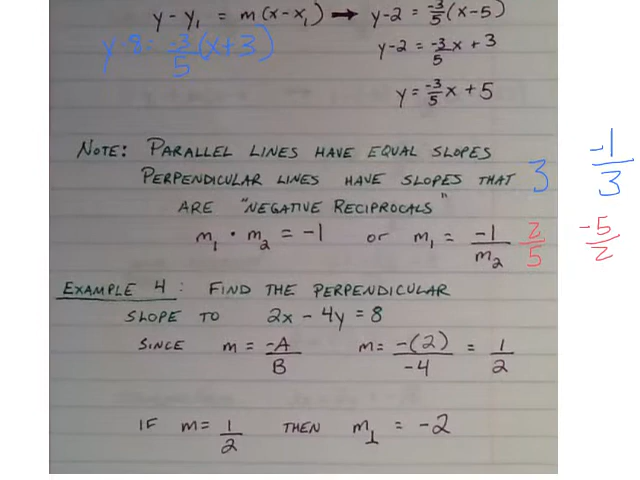 y - y₁ = m(x - x₁) → y-2 = -3/5(x-5)
y-8 = -3/5(x+3)
y-2 = -3/5x + 3
y = -3/5x + 5
NOTE: PARALLEL LINES HAVE EQUAL SLOPES
PERPENDICULAR LINES HAVE SLOPES THAT 3 -1/3
ARE "NEGATIVE RECIPROCALS"
m₁ · m₂ = -1 or m₁ = -1/m₂ 2/5 -5/2
EXAMPLE 4: FIND THE PERPENDICULAR
SLOPE TO 2x - 4y = 8
SINCE m = -A/B m = -(2)/-4 = 1/2
IF m = 1/2 THEN m⊥ = -2